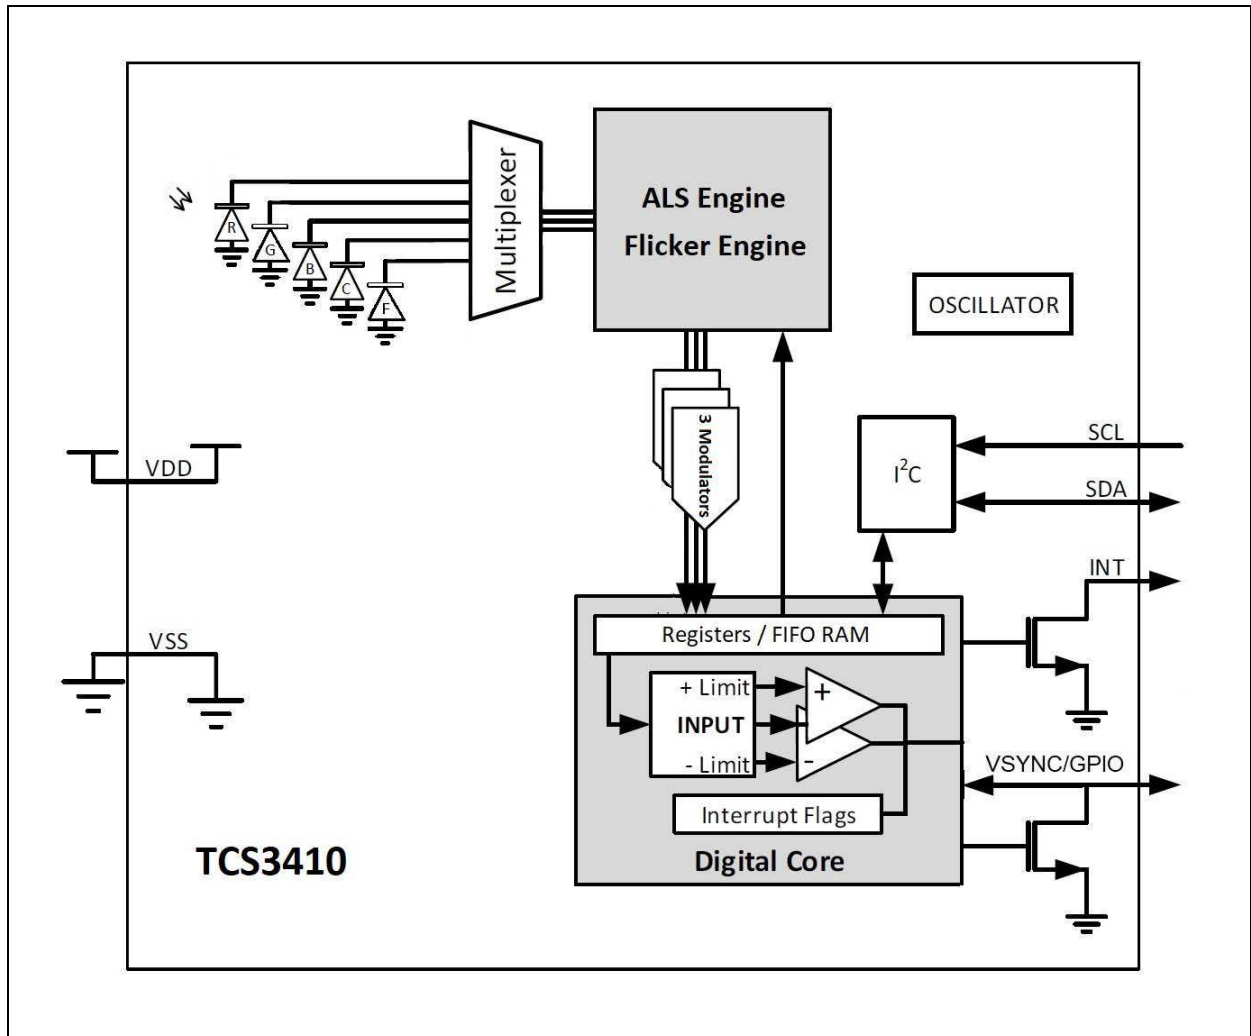 R
G
B
C
F
Multiplexer
ALS Engine
Flicker Engine
OSCILLATOR
3 Modulators
I²C
SCL
SDA
INT
VDD
VSS
Registers / FIFO RAM
+ Limit
INPUT
- Limit
+
-
Interrupt Flags
Digital Core
VSYNC/GPIO
TCS3410